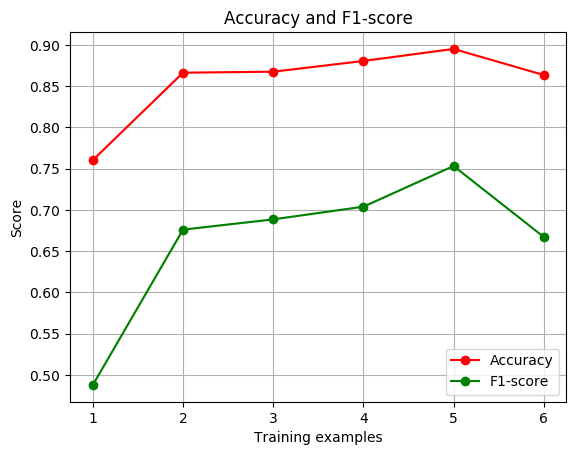 Accuracy and F1-score
0.90
0.85
0.80
0.75
0.70
0.65
0.60
0.55
0.50
Score
Accuracy
F1-score
1 2 3 4 5 6
Training examples